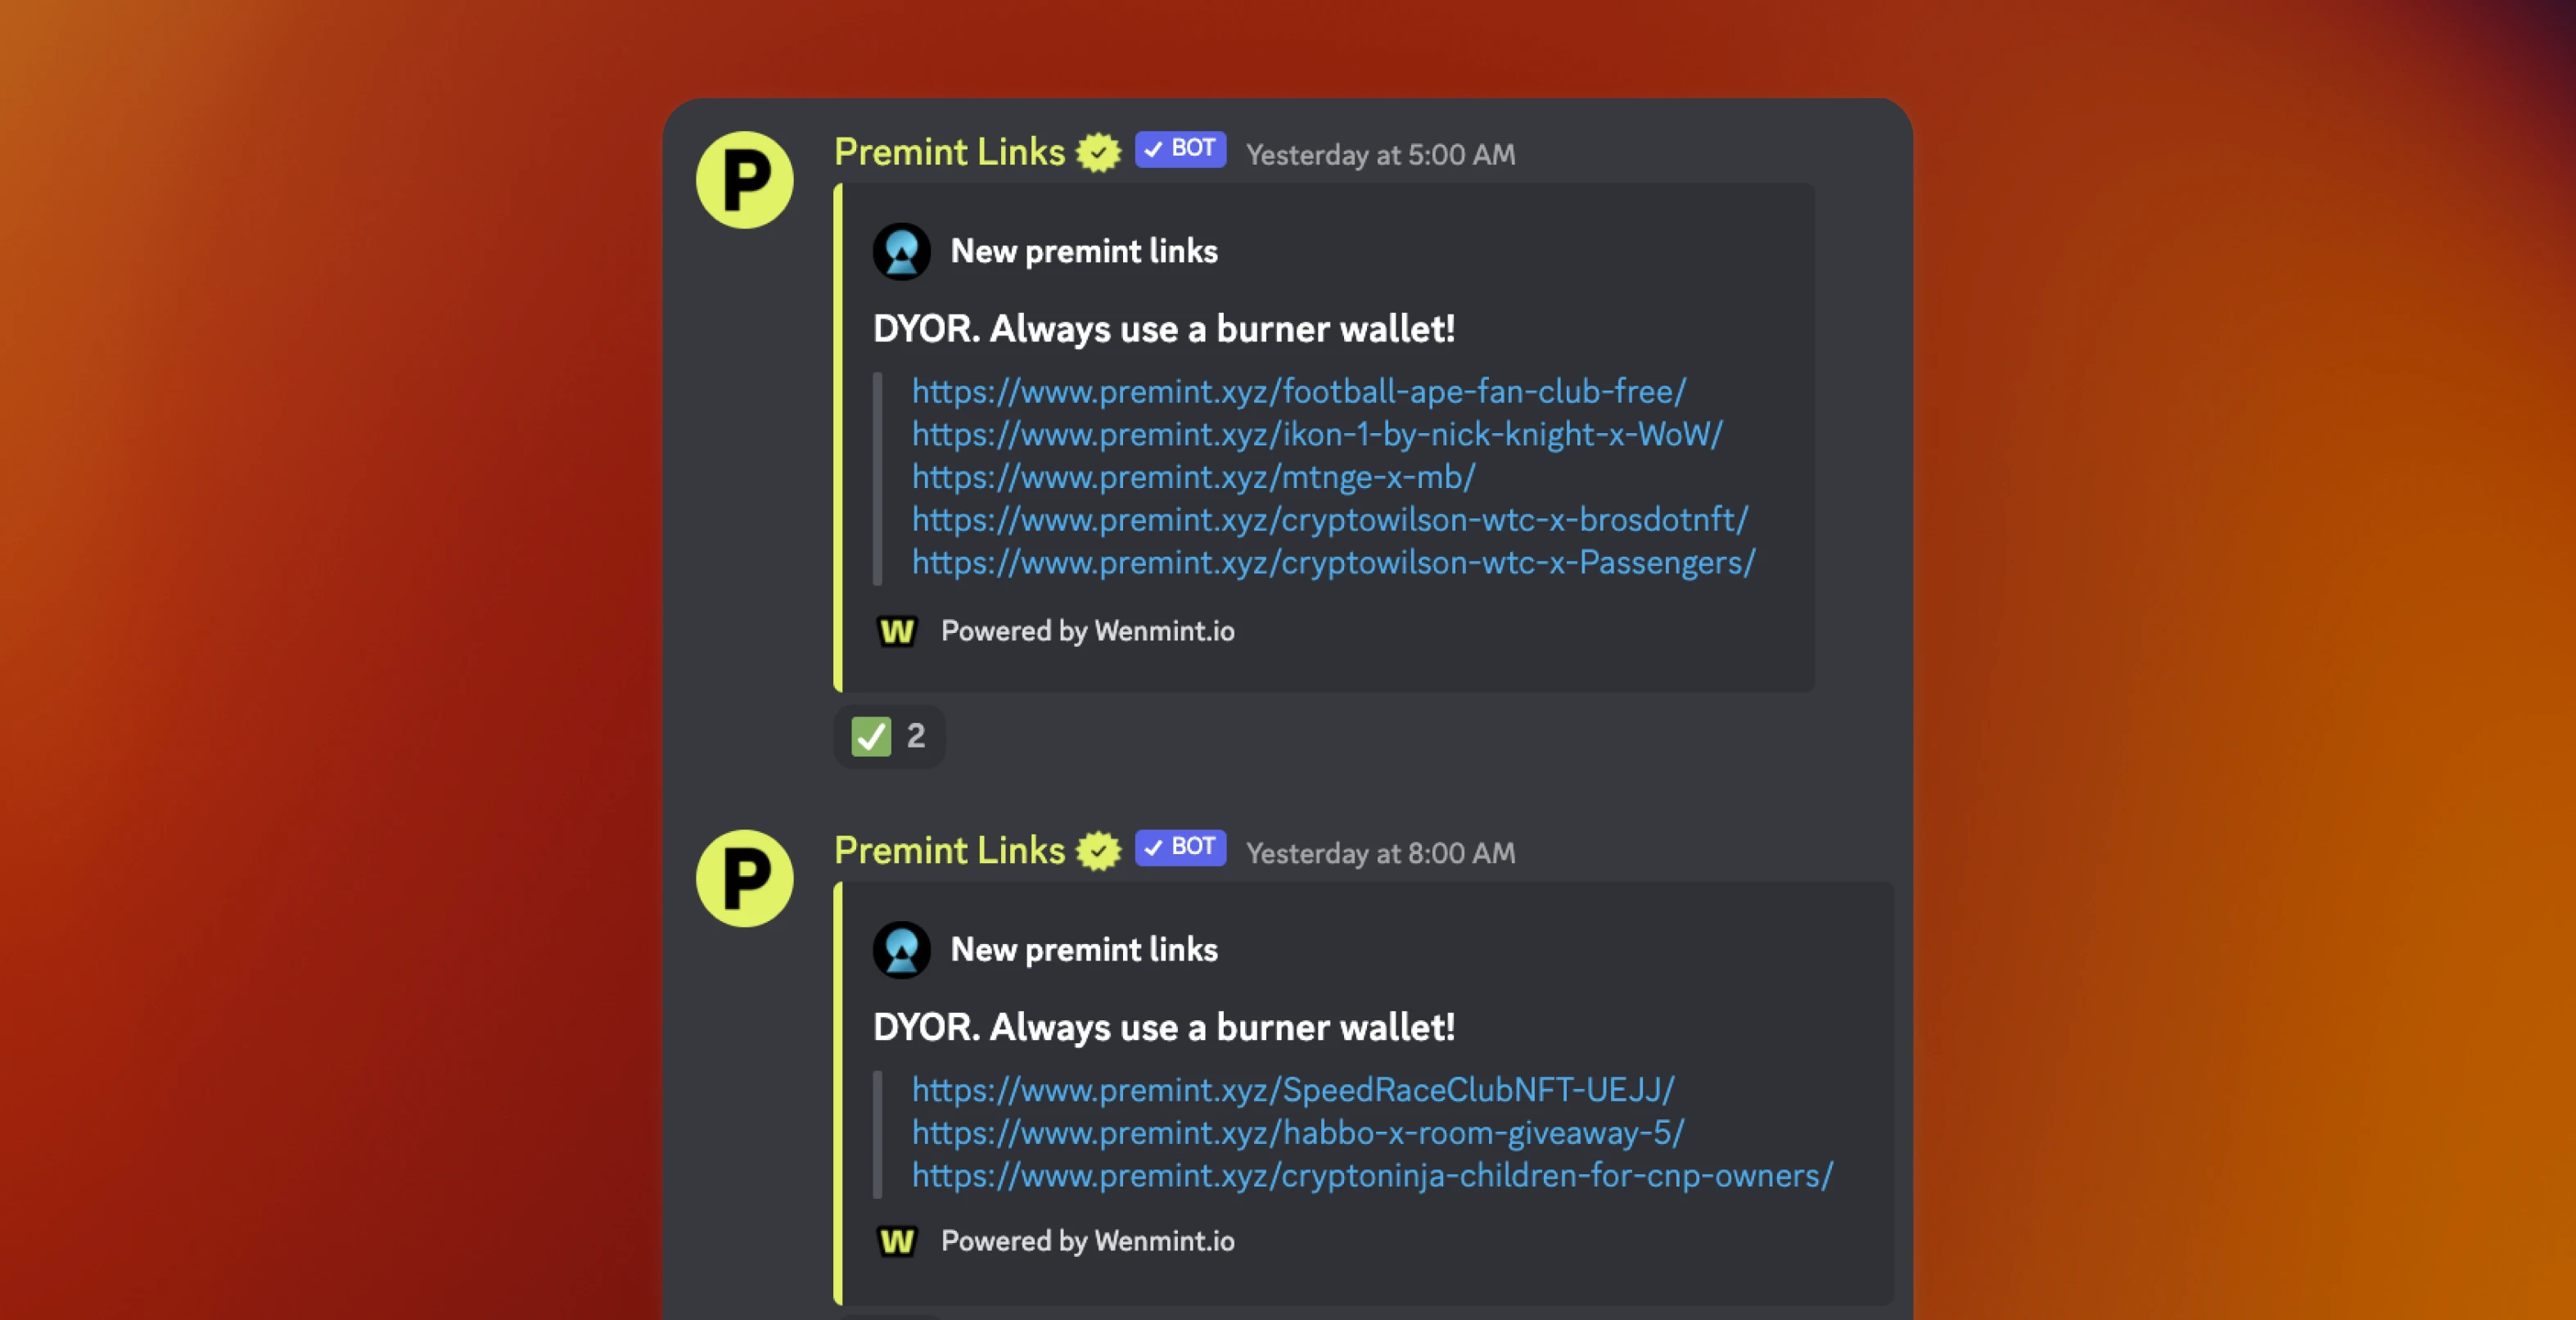 P
Premint Links ✓ BOT Yesterday at 5:00 AM
New premint links
DYOR. Always use a burner wallet!
https://www.premint.xyz/football-ape-fan-club-free/
https://www.premint.xyz/ikon-1-by-nick-knight-x-WoW/
https://www.premint.xyz/mtnge-x-mb/
https://www.premint.xyz/cryptowilson-wtc-x-brosdotnft/
https://www.premint.xyz/cryptowilson-wtc-x-Passengers/
W Powered by Wenmint.io
✅ 2
P
Premint Links ✓ BOT Yesterday at 8:00 AM
New premint links
DYOR. Always use a burner wallet!
https://www.premint.xyz/SpeedRaceClubNFT-UEJJ/
https://www.premint.xyz/habbo-x-room-giveaway-5/
https://www.premint.xyz/cryptoninja-children-for-cnp-owners/
W Powered by Wenmint.io